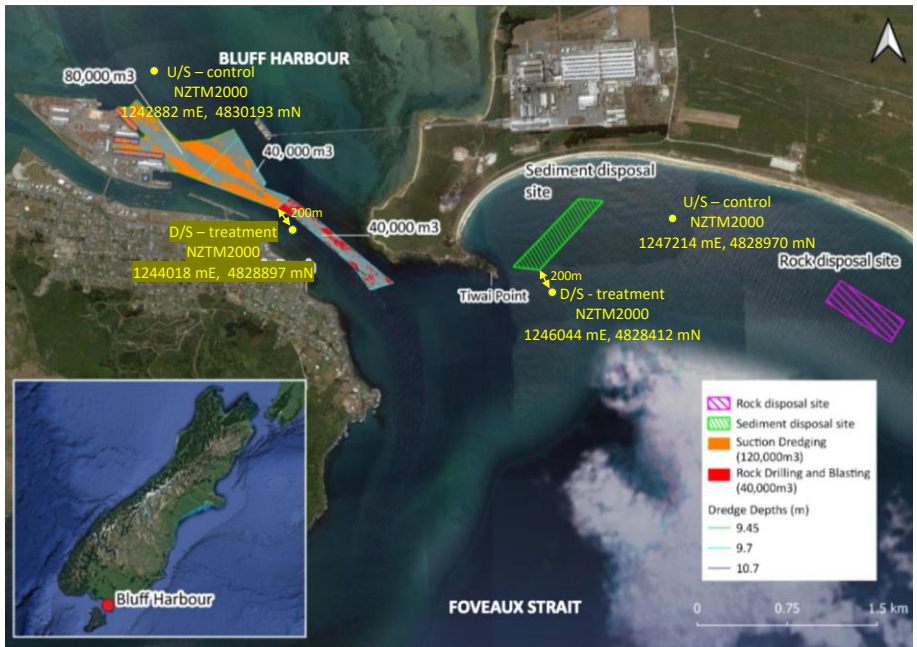 BLUFF HARBOUR
80,000 m3
U/S – control
NZTM2000
1242882 mE, 4830193 mN
40, 000 m3
Sediment disposal
site
200m
D/S – treatment
NZTM2000
1244018 mE, 4828897 mN
40,000 m3
U/S – control
NZTM2000
1247214 mE, 4828970 mN
Rock disposal site
Tiwai Point
200m
D/S - treatment
NZTM2000
1246044 mE, 4828412 mN
Rock disposal site
Sediment disposal site
Suction Dredging
(120,000m3)
Rock Drilling and Blasting
(40,000m3)
Dredge Depths (m)
9.45
9.7
10.7
Bluff Harbour
FOVEAUX STRAIT
0 0.75 1.5 km